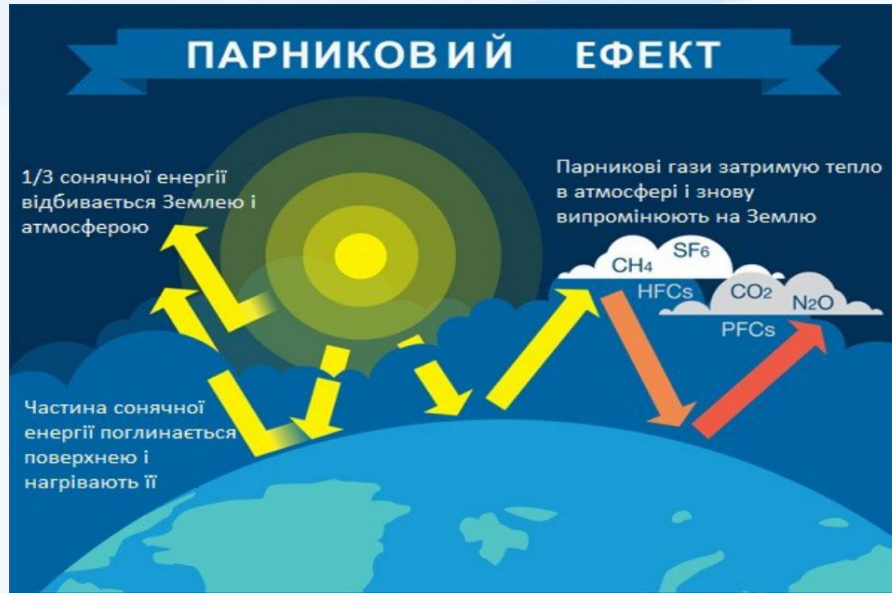 ПАРНИКОВИЙ ЕФЕКТ
1/3 сонячної енергії
відбивається Землею і
атмосферою
Парникові гази затримую тепло
в атмосфері і знову
випромінюють на Землю
CH4 SF6
HFCs CO2 N2O
PFCs
Частина сонячної
енергії поглинається
поверхнею і
нагрівають її